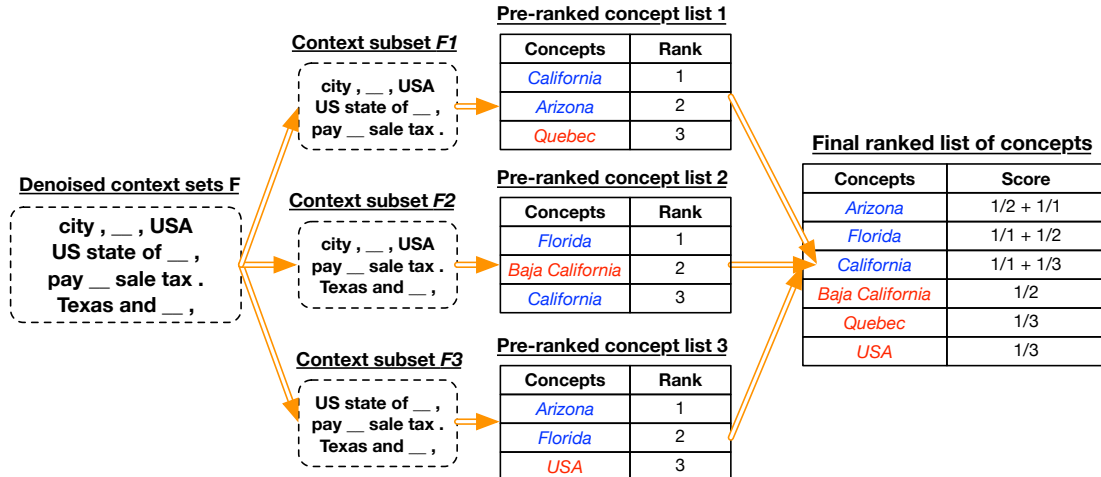 Denoised context sets F
city , __ , USA
US state of __ ,
pay __ sale tax .
Texas and __ ,
Context subset F1
city , __ , USA
US state of __ ,
pay __ sale tax .
Context subset F2
city , __ , USA
pay __ sale tax .
Texas and __ ,
Context subset F3
US state of __ ,
pay __ sale tax .
Texas and __ ,
Pre-ranked concept list 1
Concepts Rank
California 1
Arizona 2
Quebec 3
Pre-ranked concept list 2
Concepts Rank
Florida 1
Baja California 2
California 3
Pre-ranked concept list 3
Concepts Rank
Arizona 1
Florida 2
USA 3
Final ranked list of concepts
Concepts Score
Arizona 1/2 + 1/1
Florida 1/1 + 1/2
California 1/1 + 1/3
Baja California 1/2
Quebec 1/3
USA 1/3